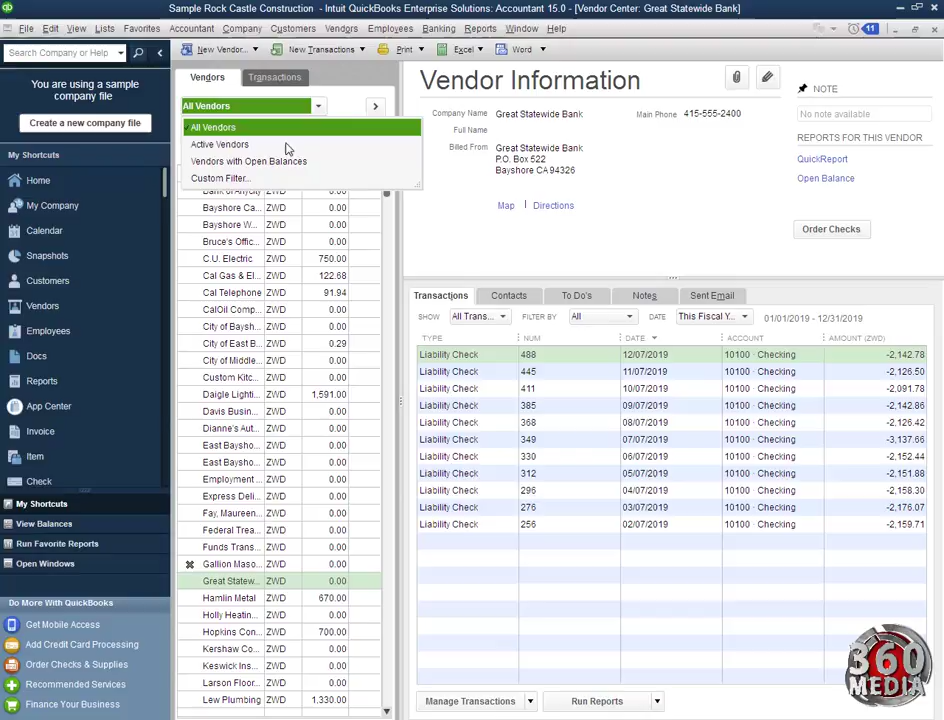 Sample Rock Castle Construction - Intuit QuickBooks Enterprise Solutions: Accountant 15.0 - [Vendor Center: Great Statewide Bank]
File Edit View Lists Favorites Accountant Company Customers Vendors Employees Banking Reports Window Help 11
Search Company or Help
New Vendor... New Transactions Print Excel Word
You are using a sample
company file
Create a new company file
My Shortcuts
Home
My Company
Calendar
Snapshots
Customers
Vendors
Employees
Docs
Reports
App Center
Invoice
Item
Check
My Shortcuts
View Balances
Run Favorite Reports
Open Windows
Do More With QuickBooks
Get Mobile Access
Add Credit Card Processing
Order Checks & Supplies
Recommended Services
Finance Your Business
Vendors Transactions
All Vendors
All Vendors
Active Vendors
Vendors with Open Balances
Custom Filter...
Bank of AnyCity ZWD 0.00
Bayshore Ca... ZWD 0.00
Bayshore W... ZWD 0.00
Bruce's Offic... ZWD 0.00
C.U. Electric ZWD 750.00
Cal Gas & El... ZWD 122.68
Cal Telephone ZWD 91.94
CalOil Comp... ZWD 0.00
City of Baysh... ZWD 0.00
City of East B... ZWD 0.29
City of Middle... ZWD 0.00
Custom Kitc... ZWD 0.00
Daigle Lighti... ZWD 1,591.00
Davis Busin... ZWD 0.00
Dianne's Aut... ZWD 0.00
East Baysho... ZWD 0.00
East Bayshor... ZWD 0.00
Employment ... ZWD 0.00
Express Deli... ZWD 0.00
Fay, Maureen... ZWD 0.00
Federal Trea... ZWD 0.00
Funds Trans... ZWD 0.00
Gallion Maso... ZWD 0.00
Great Statew... ZWD 0.00
Hamlin Metal ZWD 670.00
Holly Heatin... ZWD 0.00
Hopkins Con... ZWD 700.00
Kershaw Co... ZWD 0.00
Keswick Ins... ZWD 0.00
Larson Floor... ZWD 0.00
Lew Plumbing ZWD 1,330.00
Vendor Information
Company Name Great Statewide Bank
Full Name
Billed From Great Statewide Bank
P.O. Box 522
Bayshore CA 94326
Main Phone 415-555-2400
Map Directions
NOTE
No note available
REPORTS FOR THIS VENDOR
QuickReport
Open Balance
Order Checks
Transactions Contacts To Do's Notes Sent Email
SHOW All Trans... FILTER BY All DATE This Fiscal Y... 01/01/2019 - 12/31/2019
TYPE NUM DATE ACCOUNT AMOUNT (ZWD)
Liability Check 488 12/07/2019 10100 · Checking -2,142.78
Liability Check 445 11/07/2019 10100 · Checking -2,126.50
Liability Check 411 10/07/2019 10100 · Checking -2,091.78
Liability Check 385 09/07/2019 10100 · Checking -2,142.86
Liability Check 368 08/07/2019 10100 · Checking -2,126.42
Liability Check 349 07/07/2019 10100 · Checking -3,137.66
Liability Check 330 06/07/2019 10100 · Checking -2,152.44
Liability Check 312 05/07/2019 10100 · Checking -2,151.88
Liability Check 296 04/07/2019 10100 · Checking -2,158.30
Liability Check 276 03/07/2019 10100 · Checking -2,176.07
Liability Check 256 02/07/2019 10100 · Checking -2,159.71
Manage Transactions Run Reports
360
MEDIA